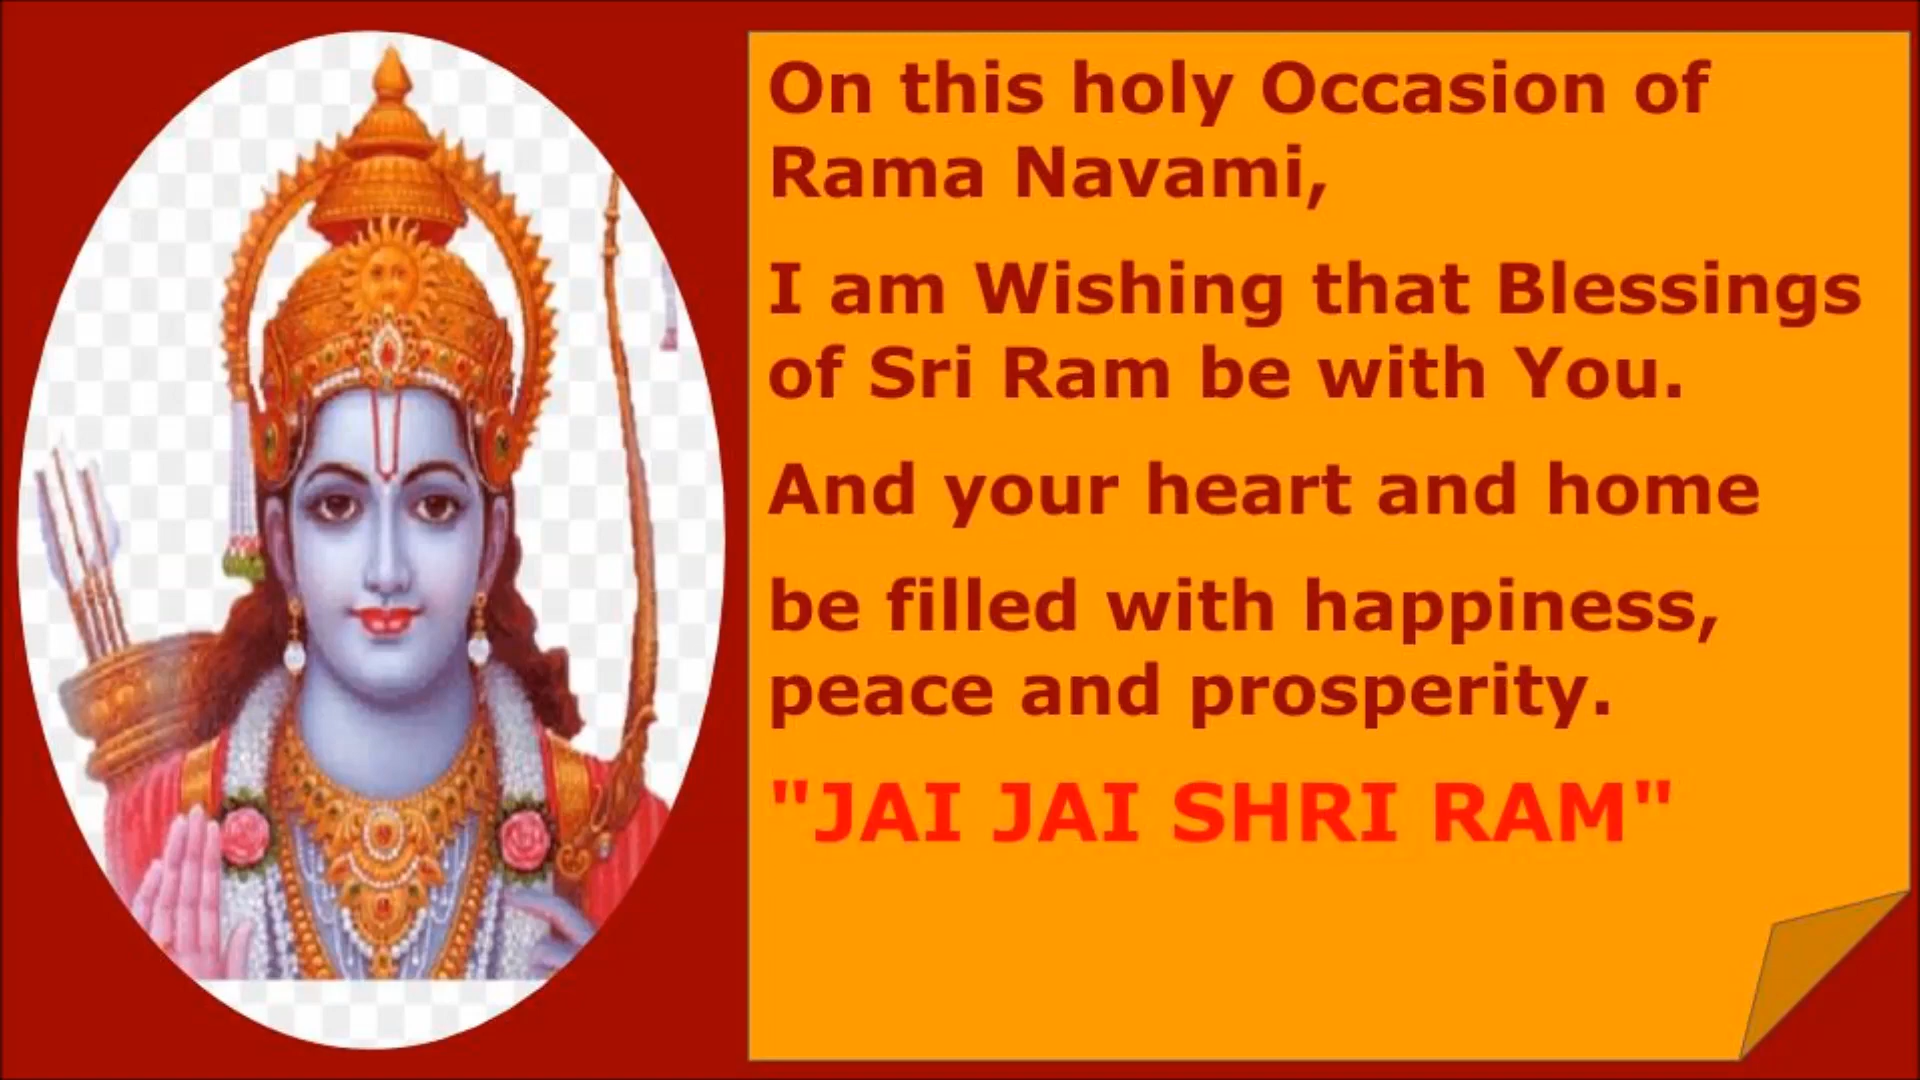 On this holy Occasion of
Rama Navami,
I am Wishing that Blessings
of Sri Ram be with You.
And your heart and home
be filled with happiness,
peace and prosperity.
"JAI JAI SHRI RAM"